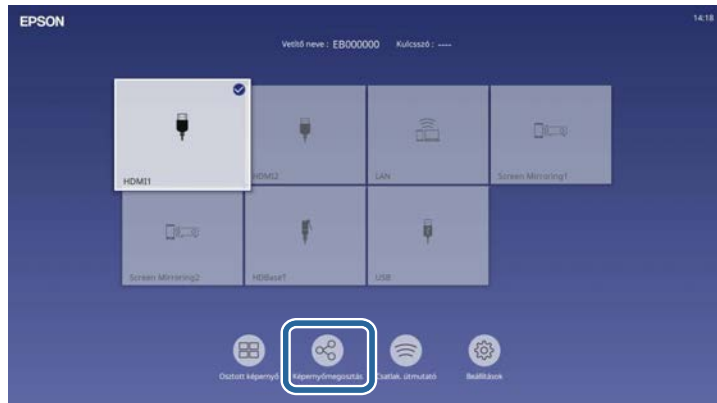 EPSON
14:18
Vetítő neve : EB000000 Kulcsszó : ----
HDMI1
HDMI2
LAN
Screen Mirroring1
Screen Mirroring2
HDBaseT
USB
Osztott képernyő
Képernyőmegosztás
Csatlak. útmutató
Beállítások